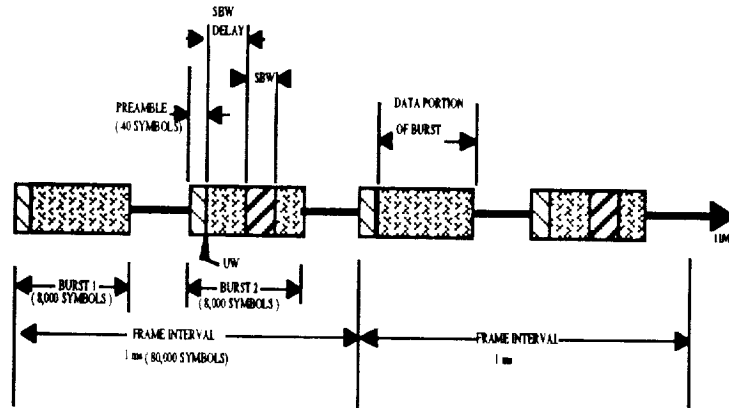 SBW
DELAY
SBW
PREAMBLE
( 40 SYMBOLS)
DATA PORTION
OF BURST
UW
BURST 1
( 8,000 SYMBOLS )
BURST 2
( 8,000 SYMBOLS )
FRAME INTERVAL
1 ms ( 80,000 SYMBOLS)
FRAME INTERVAL
1 ms